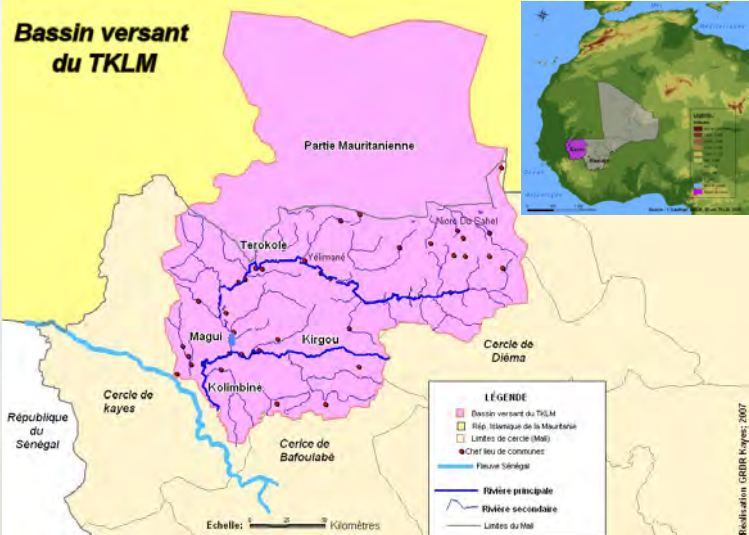 Bassin versant
du TKLM
Partie Mauritanienne
Nioro Du Sahel
Terokolé
Yélimané
Magui
Kirgou
Kolimbiné
Cercle de
Diéma
Cercle de
kayes
République
du
Sénégal
Cerlce de
Bafoulabé
LÉGENDE
Bassin versant du TKLM
Rép. Islamique de la Mauritanie
Limites de cercle (Mali)
Chef lieu de communes
Fleuve Sénégal
Rivière principale
Rivière secondaire
Limites du Mali
Echelle:
Kilomètres
Réalisation GRDR Kayes; 2007